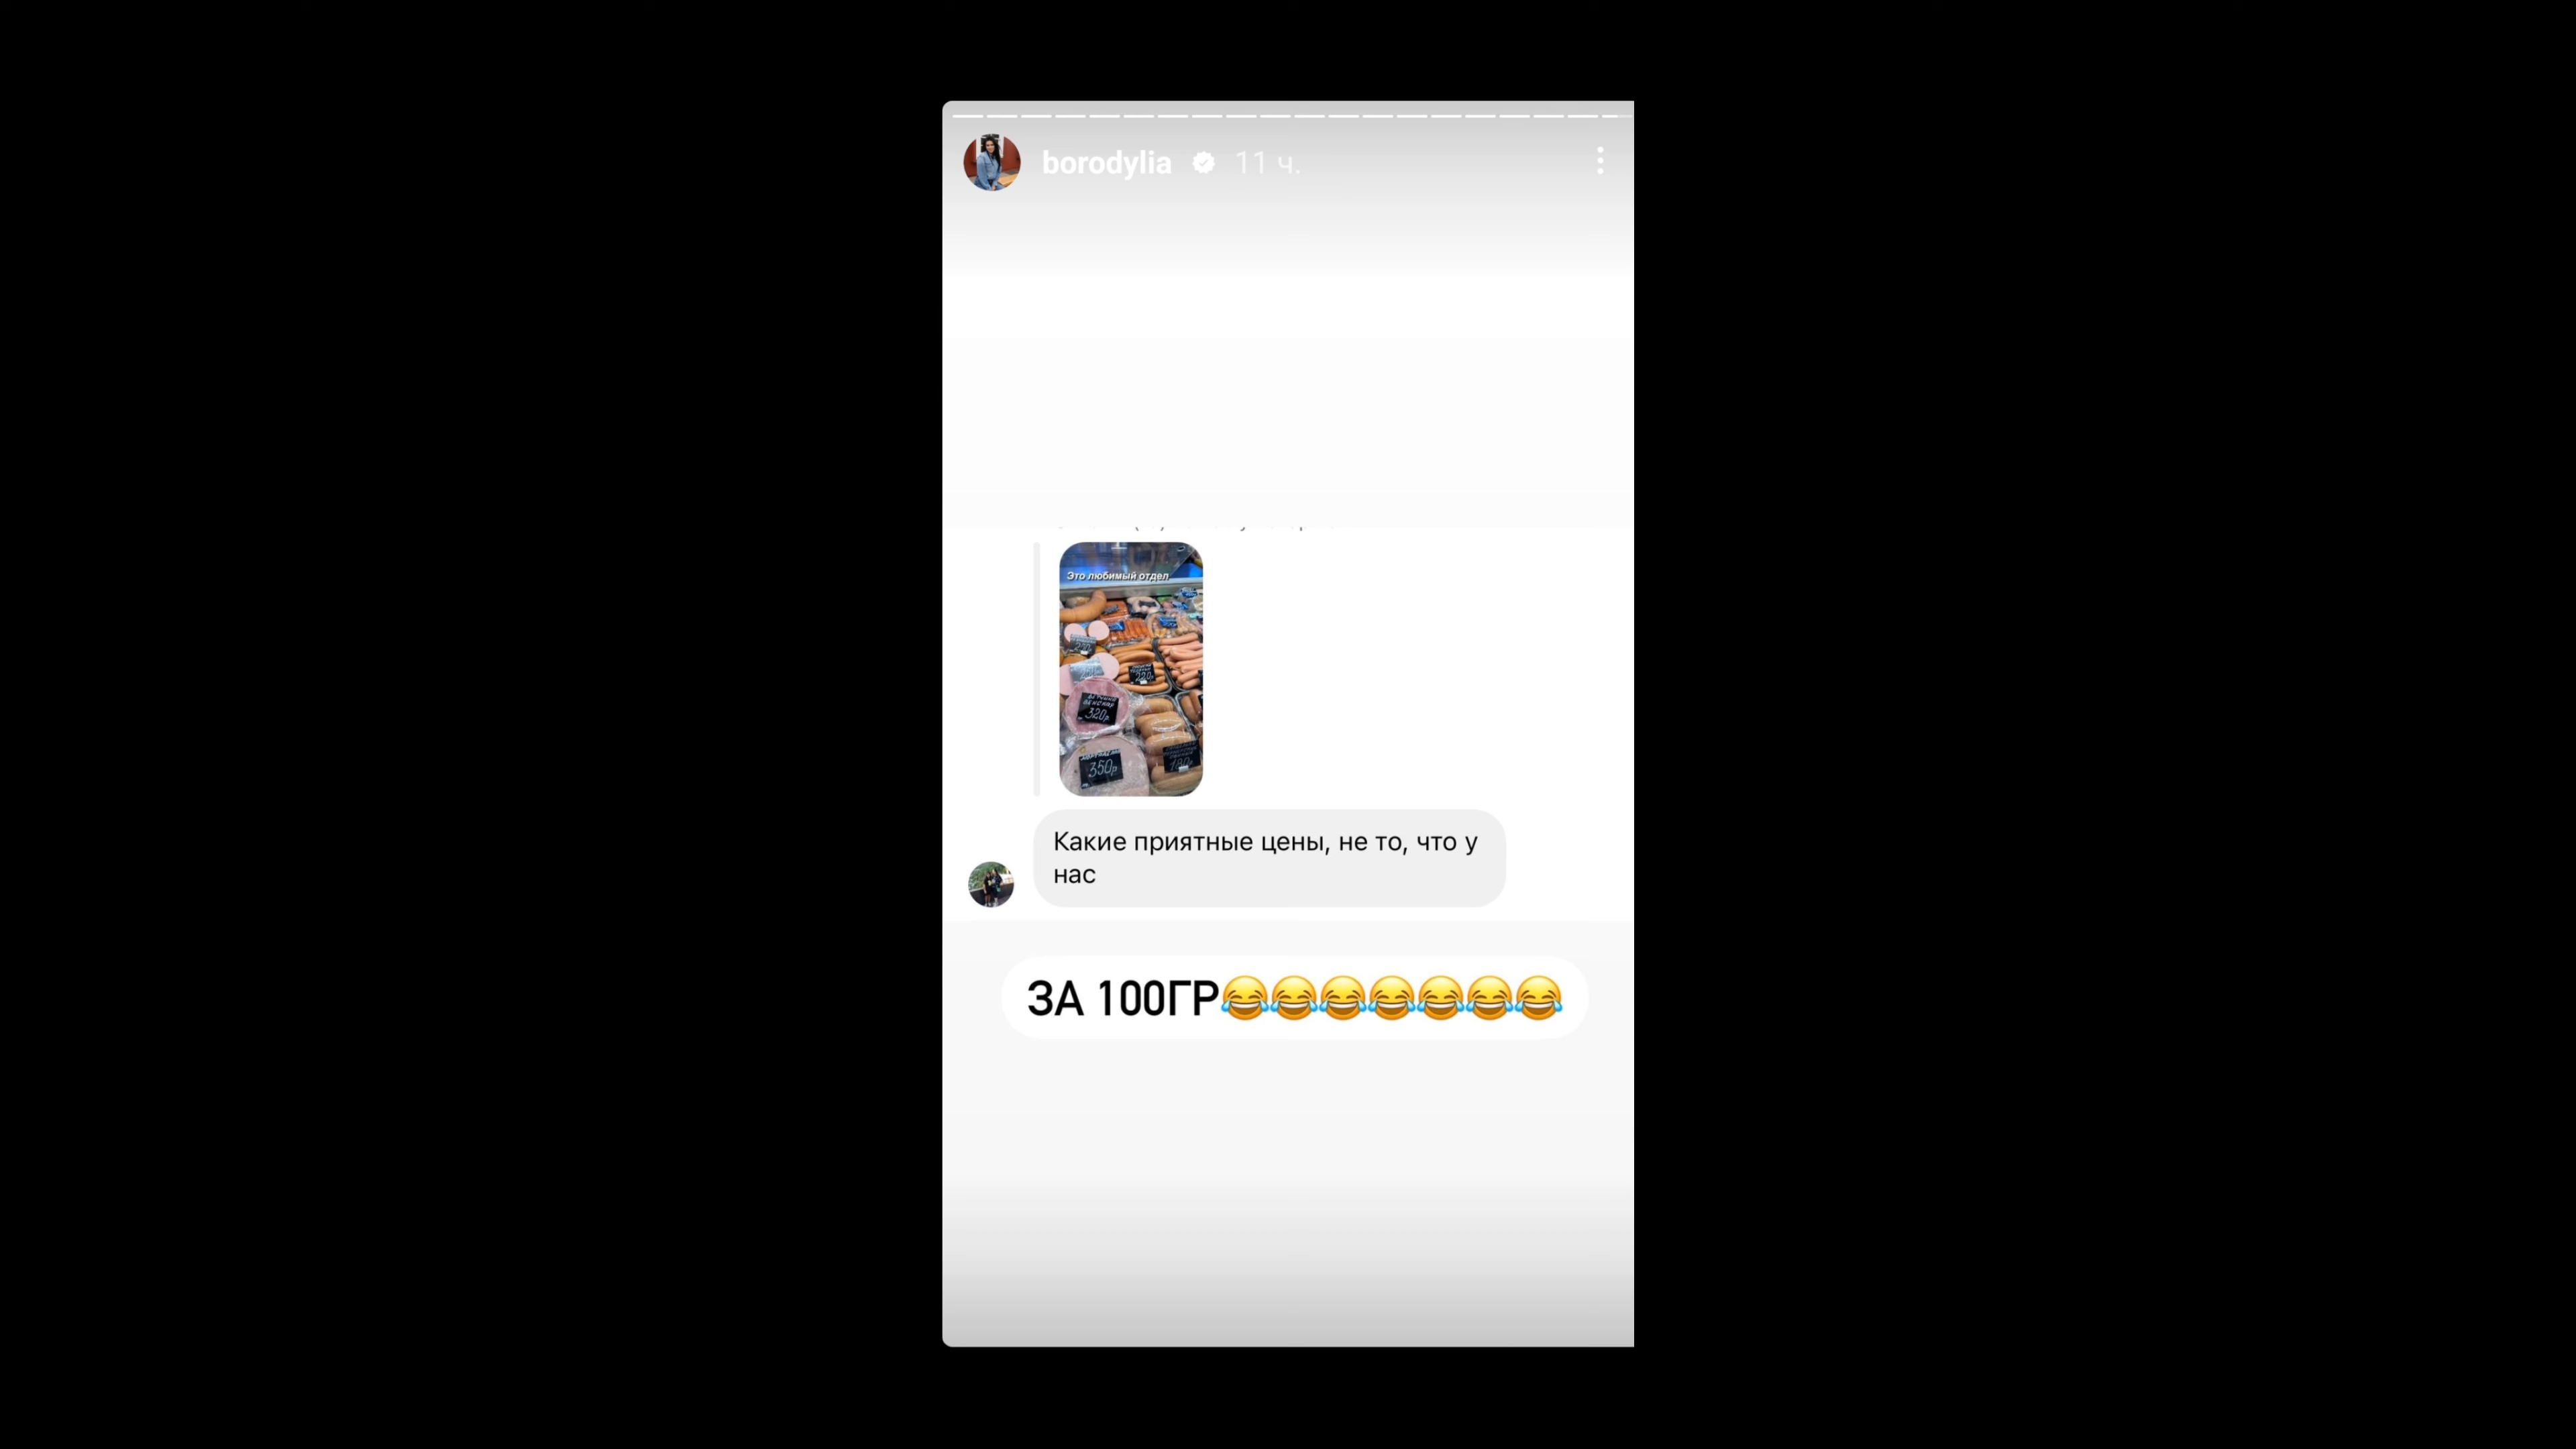 borodylia 11 ч.
Это любимый отдел
320р
350р
Какие приятные цены, не то, что у
нас
ЗА 100ГР😂😂😂😂😂😂😂